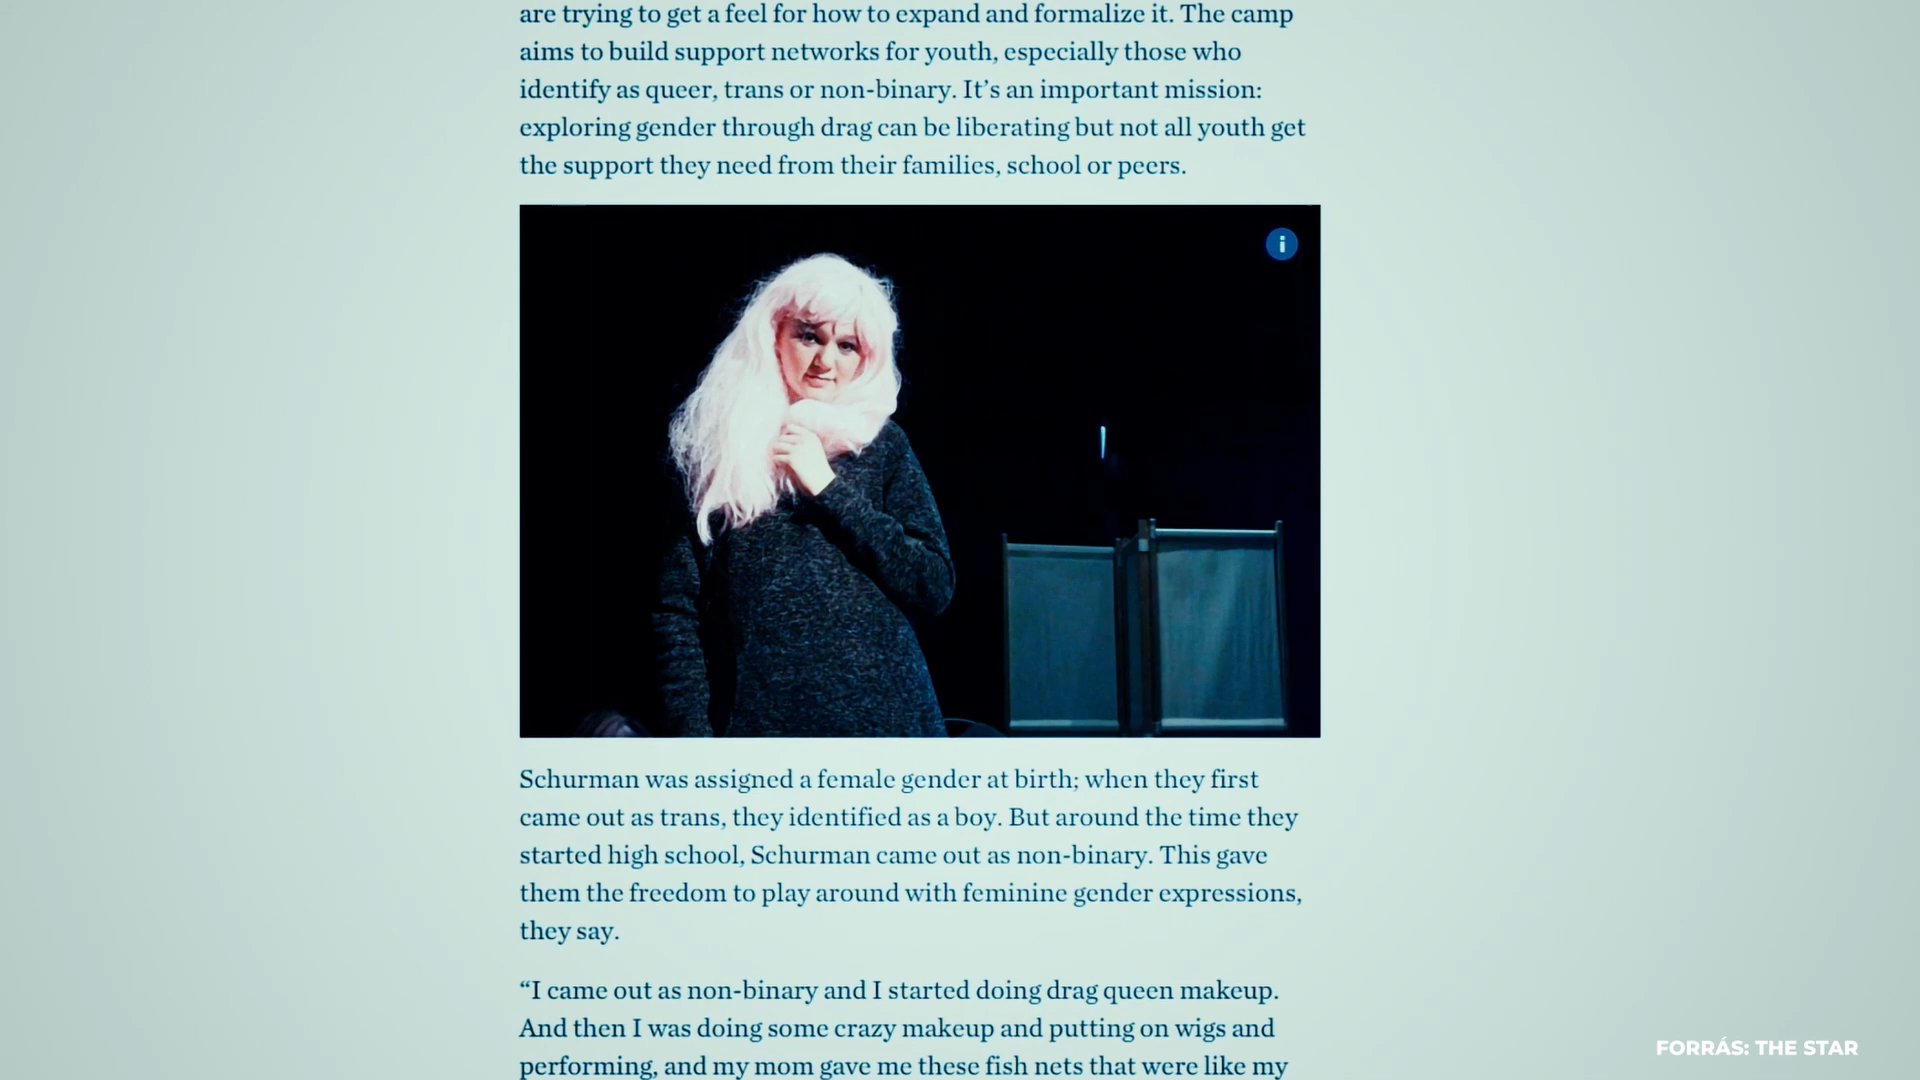 are trying to get a feel for how to expand and formalize it. The camp
aims to build support networks for youth, especially those who
identify as queer, trans or non-binary. It’s an important mission:
exploring gender through drag can be liberating but not all youth get
the support they need from their families, school or peers.
i
Schurman was assigned a female gender at birth; when they first
came out as trans, they identified as a boy. But around the time they
started high school, Schurman came out as non-binary. This gave
them the freedom to play around with feminine gender expressions,
they say.
“I came out as non-binary and I started doing drag queen makeup.
And then I was doing some crazy makeup and putting on wigs and
performing, and my mom gave me these fish nets that were like my
FORRÁS: THE STAR